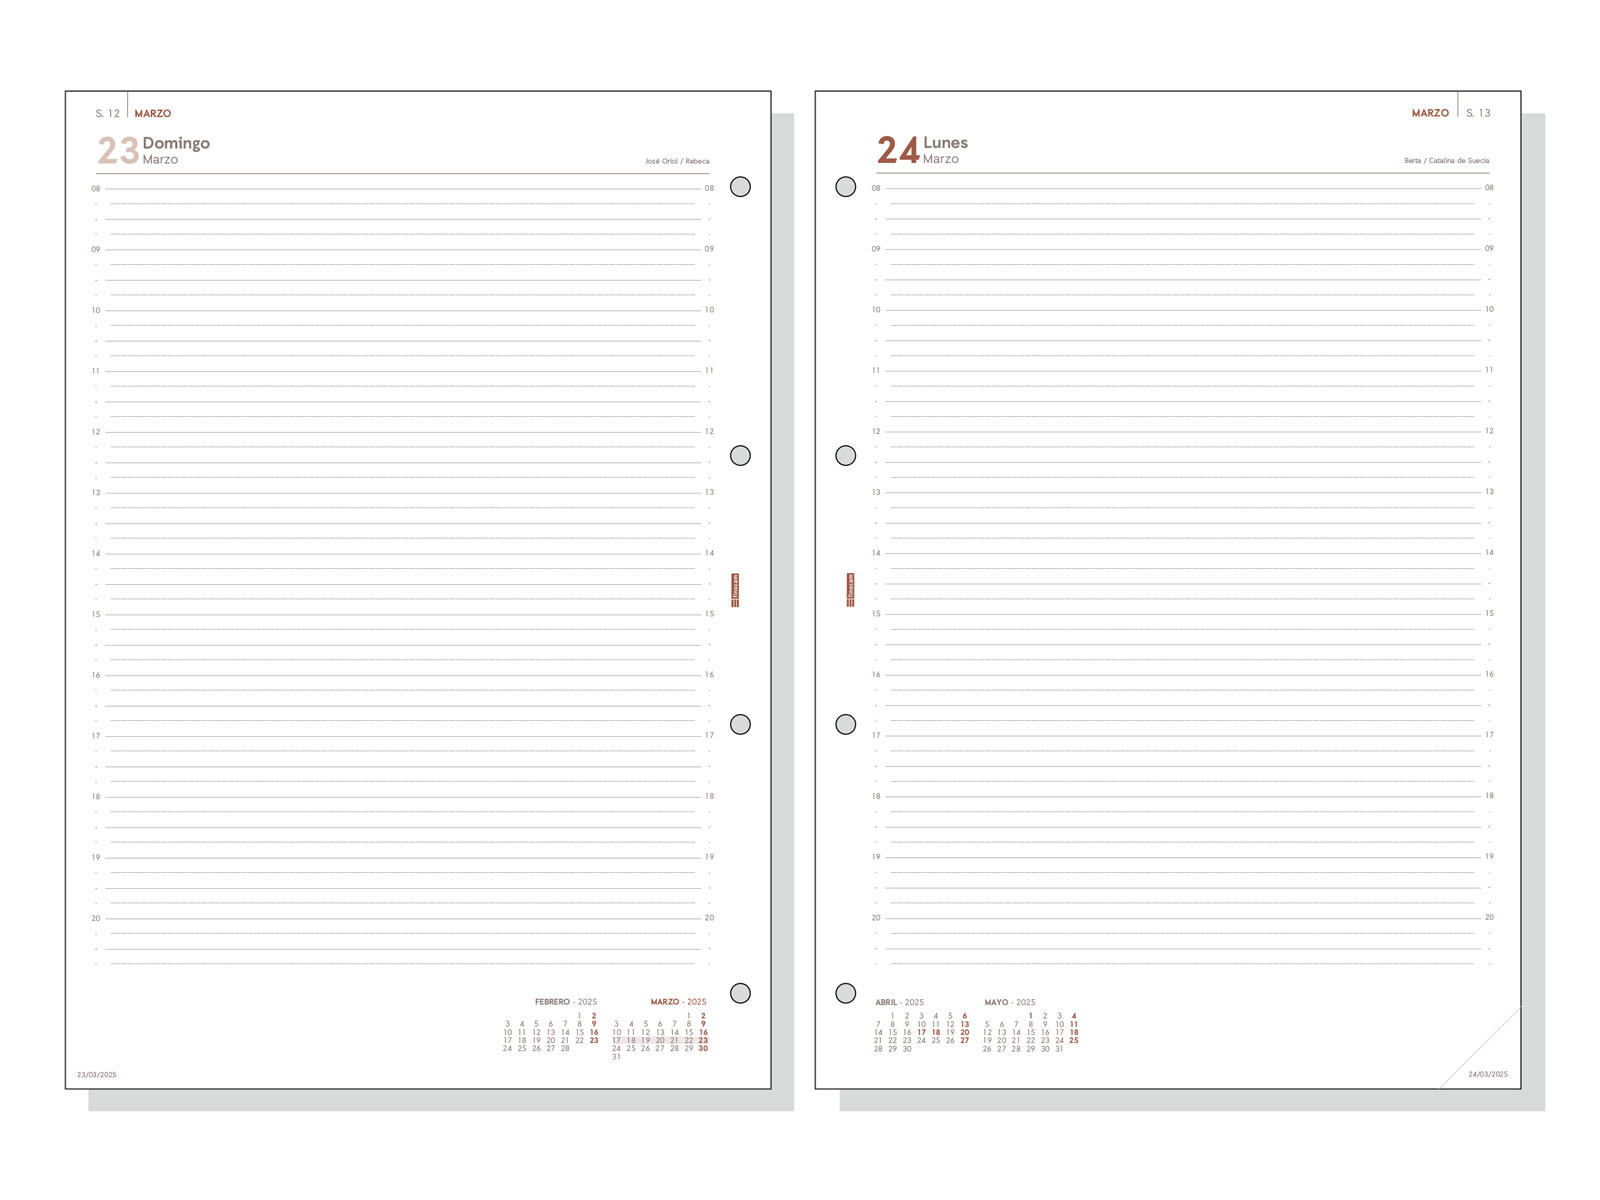 S. 12 MARZO
23 Domingo
Marzo
José Oriol / Rebeca
08 08
09 09
10 10
11 11
12 12
13 13
14 14
finocam
15 15
16 16
17 17
18 18
19 19
20 20
FEBRERO · 2025
1 2
3 4 5 6 7 8 9
10 11 12 13 14 15 16
17 18 19 20 21 22 23
24 25 26 27 28
MARZO · 2025
1 2
3 4 5 6 7 8 9
10 11 12 13 14 15 16
17 18 19 20 21 22 23
24 25 26 27 28 29 30
31
23/03/2025
MARZO S. 13
24 Lunes
Marzo
Berta / Catalina de Suecia
08 08
09 09
10 10
11 11
12 12
13 13
14 14
finocam
15 15
16 16
17 17
18 18
19 19
20 20
ABRIL · 2025
1 2 3 4 5 6
7 8 9 10 11 12 13
14 15 16 17 18 19 20
21 22 23 24 25 26 27
28 29 30
MAYO · 2025
1 2 3 4
5 6 7 8 9 10 11
12 13 14 15 16 17 18
19 20 21 22 23 24 25
26 27 28 29 30 31
24/03/2025